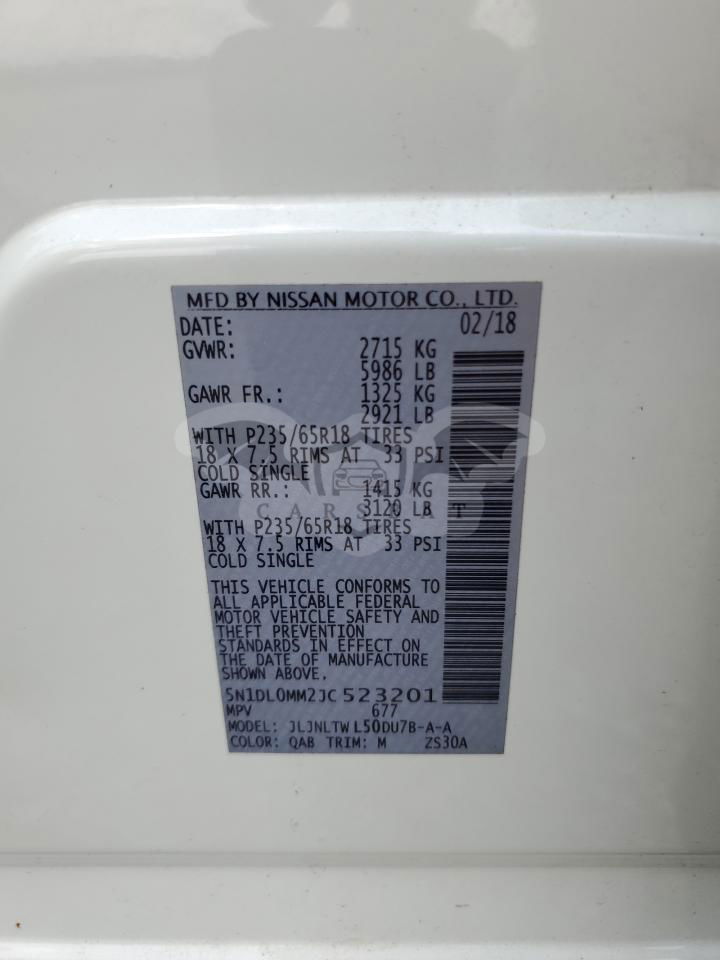 MFD BY NISSAN MOTOR CO., LTD.
DATE: 02/18
GVWR: 2715 KG
5986 LB
GAWR FR.: 1325 KG
2921 LB
WITH P235/65R18 TIRES
18 X 7.5 RIMS AT 33 PSI
COLD SINGLE
GAWR RR.: 1415 KG
3120 LB
WITH P235/65R18 TIRES
18 X 7.5 RIMS AT 33 PSI
COLD SINGLE
THIS VEHICLE CONFORMS TO
ALL APPLICABLE FEDERAL
MOTOR VEHICLE SAFETY AND
THEFT PREVENTION
STANDARDS IN EFFECT ON
THE DATE OF MANUFACTURE
SHOWN ABOVE.
5N1DL0MM2JC523201
MPV 677
MODEL: JLJNLTW L50DU7B-A-A
COLOR: QAB TRIM: M ZS30A